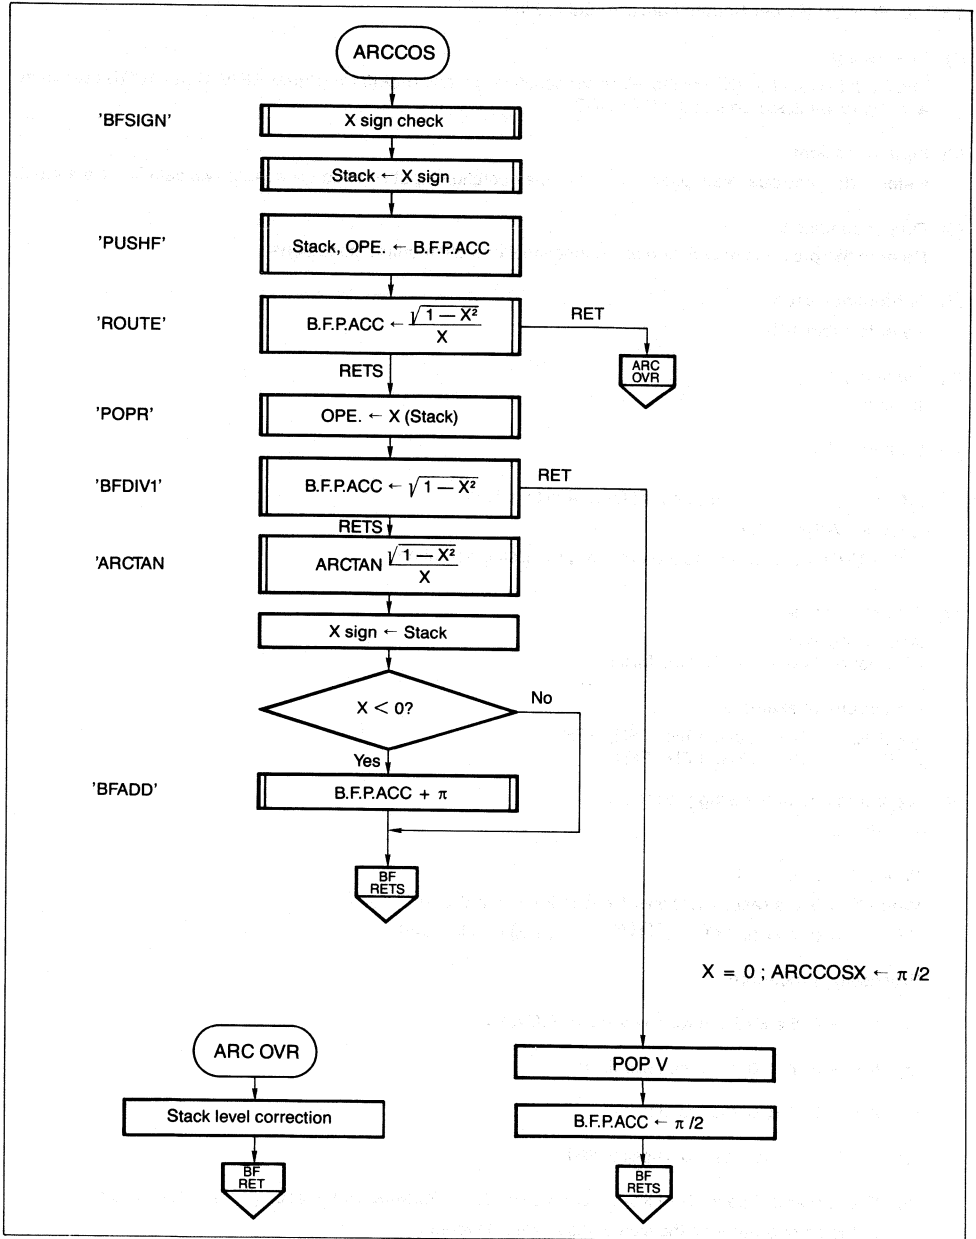 ARCCOS
'BFSIGN'
X sign check
Stack ← X sign
'PUSHF'
Stack, OPE. ← B.F.P.ACC
'ROUTE'
B.F.P.ACC ← √(1 − X²) / X
RET
ARC
OVR
RETS
'POPR'
OPE. ← X (Stack)
'BFDIV1'
B.F.P.ACC ← √(1 − X²)
RET
RETS
'ARCTAN
ARCTAN √(1 − X²) / X
X sign ← Stack
X < 0?
No
Yes
'BFADD'
B.F.P.ACC + π
BF
RETS
X = 0 ; ARCCOSX ← π /2
ARC OVR
Stack level correction
BF
RET
POP V
B.F.P.ACC ← π /2
BF
RETS